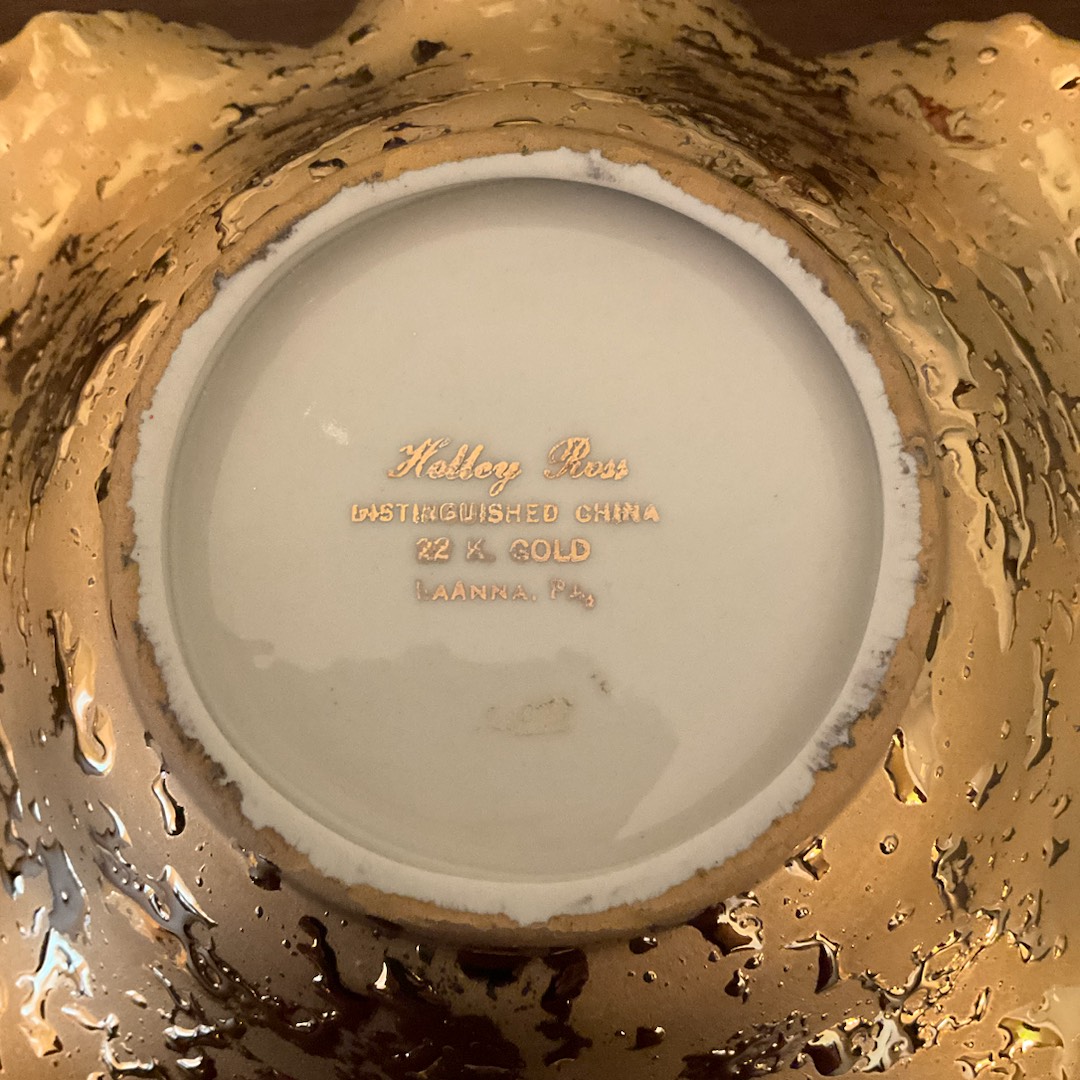 Kelley Ross
DISTINGUISHED CHINA
22 K. GOLD
LAANNA, PA.